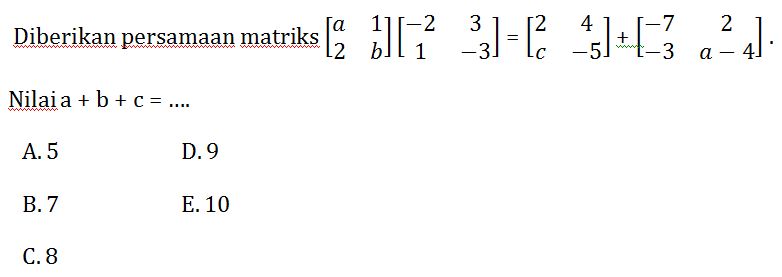 Diberikan persamaan matriks [a 1 2 b] [−2 3 1 −3] = [2 4 c −5] + [−7 2 −3 a − 4] .
Nilai a + b + c = ....
A. 5 D. 9
B. 7 E. 10
C. 8